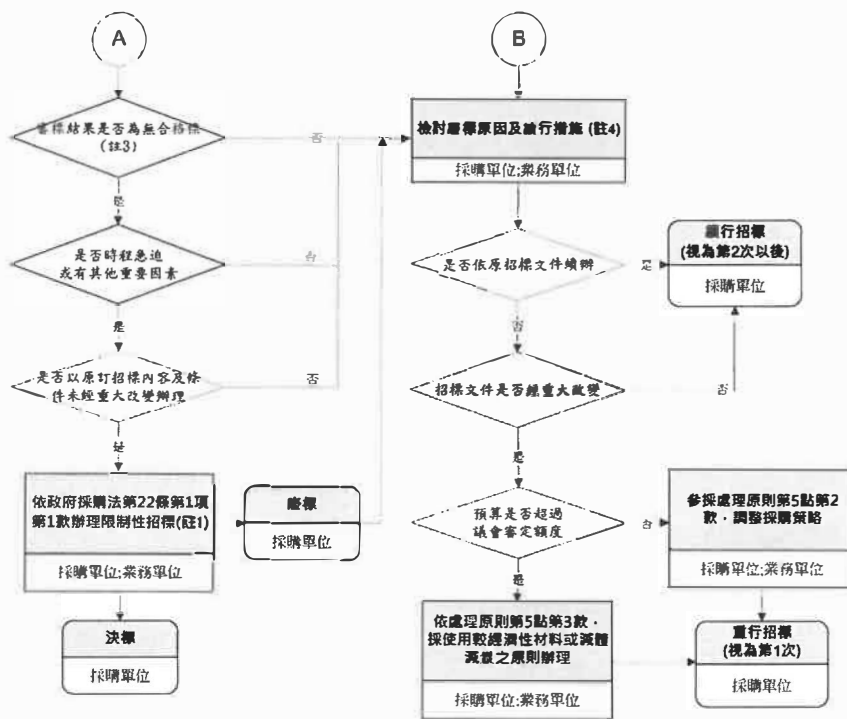 A
審標結果是否為無合格標
(註3)
否
是
是否時程急迫
或有其他重要因素
否
是
是否以原訂招標內容及條
件未經重大改變辦理
否
是
依政府採購法第22條第1項
第1款辦理限制性招標(註1)
採購單位;業務單位
廢標
採購單位
決標
採購單位
B
檢討廢標原因及續行措施 (註4)
採購單位;業務單位
是否依原招標文件續辦
是
續行招標
(視為第2次以後)
採購單位
否
招標文件是否經重大改變
否
是
預算是否超過
議會審定額度
否
參採處理原則第5點第2
款，調整採購策略
採購單位;業務單位
是
依處理原則第5點第3款，
採使用較經濟性材料或減體
減量之原則辦理
採購單位;業務單位
重行招標
(視為第1次)
採購單位